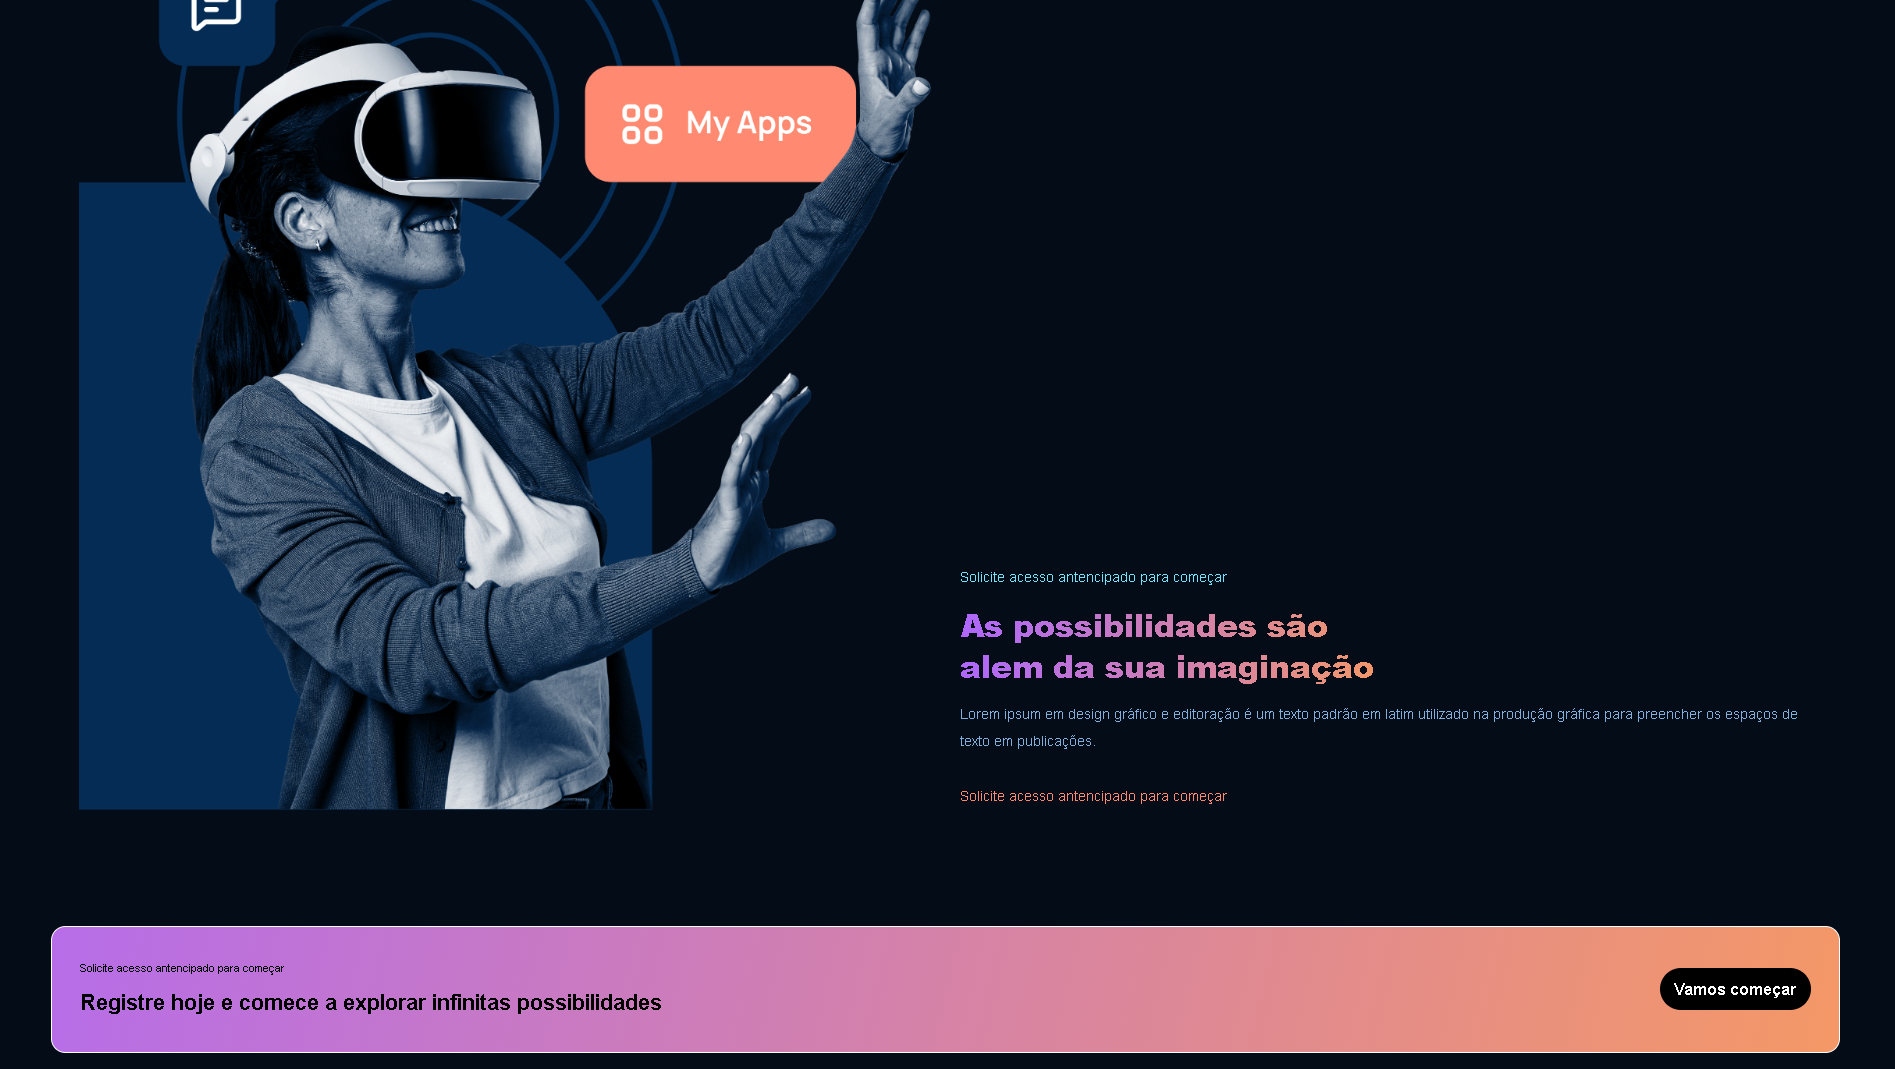 My Apps
Solicite acesso antencipado para começar
As possibilidades são
alem da sua imaginação
Lorem ipsum em design gráfico e editoração é um texto padrão em latim utilizado na produção gráfica para preencher os espaços de
texto em publicações.
Solicite acesso antencipado para começar
Solicite acesso antencipado para começar
Registre hoje e comece a explorar infinitas possibilidades
Vamos começar